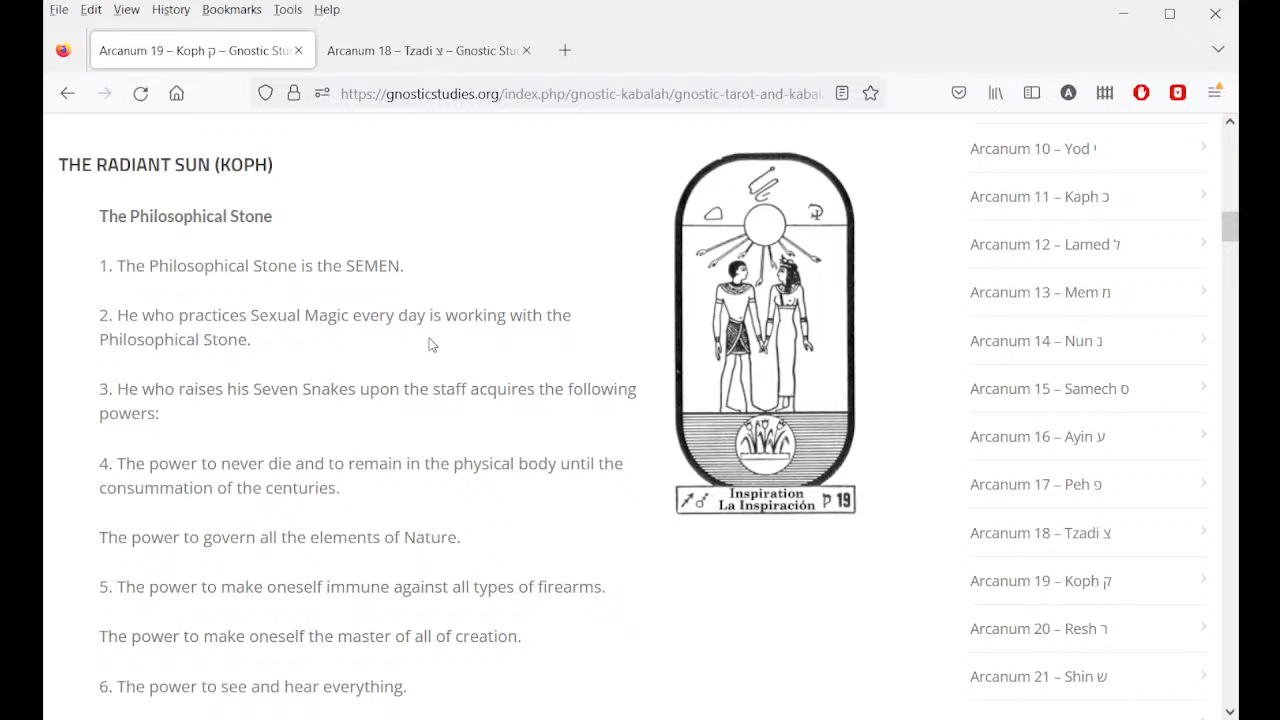 File Edit View History Bookmarks Tools Help
Arcanum 19 – Koph ק – Gnostic Stu
Arcanum 18 – Tzadi צ – Gnostic Stu
https://gnosticstudies.org/index.php/gnostic-kabalah/gnostic-tarot-and-kabal
THE RADIANT SUN (KOPH)
The Philosophical Stone
1. The Philosophical Stone is the SEMEN.
2. He who practices Sexual Magic every day is working with the
Philosophical Stone.
3. He who raises his Seven Snakes upon the staff acquires the following
powers:
4. The power to never die and to remain in the physical body until the
consummation of the centuries.
The power to govern all the elements of Nature.
5. The power to make oneself immune against all types of firearms.
The power to make oneself the master of all of creation.
6. The power to see and hear everything.
Inspiration
La Inspiración
ק 19
Arcanum 10 – Yod י
Arcanum 11 – Kaph כ
Arcanum 12 – Lamed ל
Arcanum 13 – Mem מ
Arcanum 14 – Nun נ
Arcanum 15 – Samech ס
Arcanum 16 – Ayin ע
Arcanum 17 – Peh פ
Arcanum 18 – Tzadi צ
Arcanum 19 – Koph ק
Arcanum 20 – Resh ר
Arcanum 21 – Shin ש